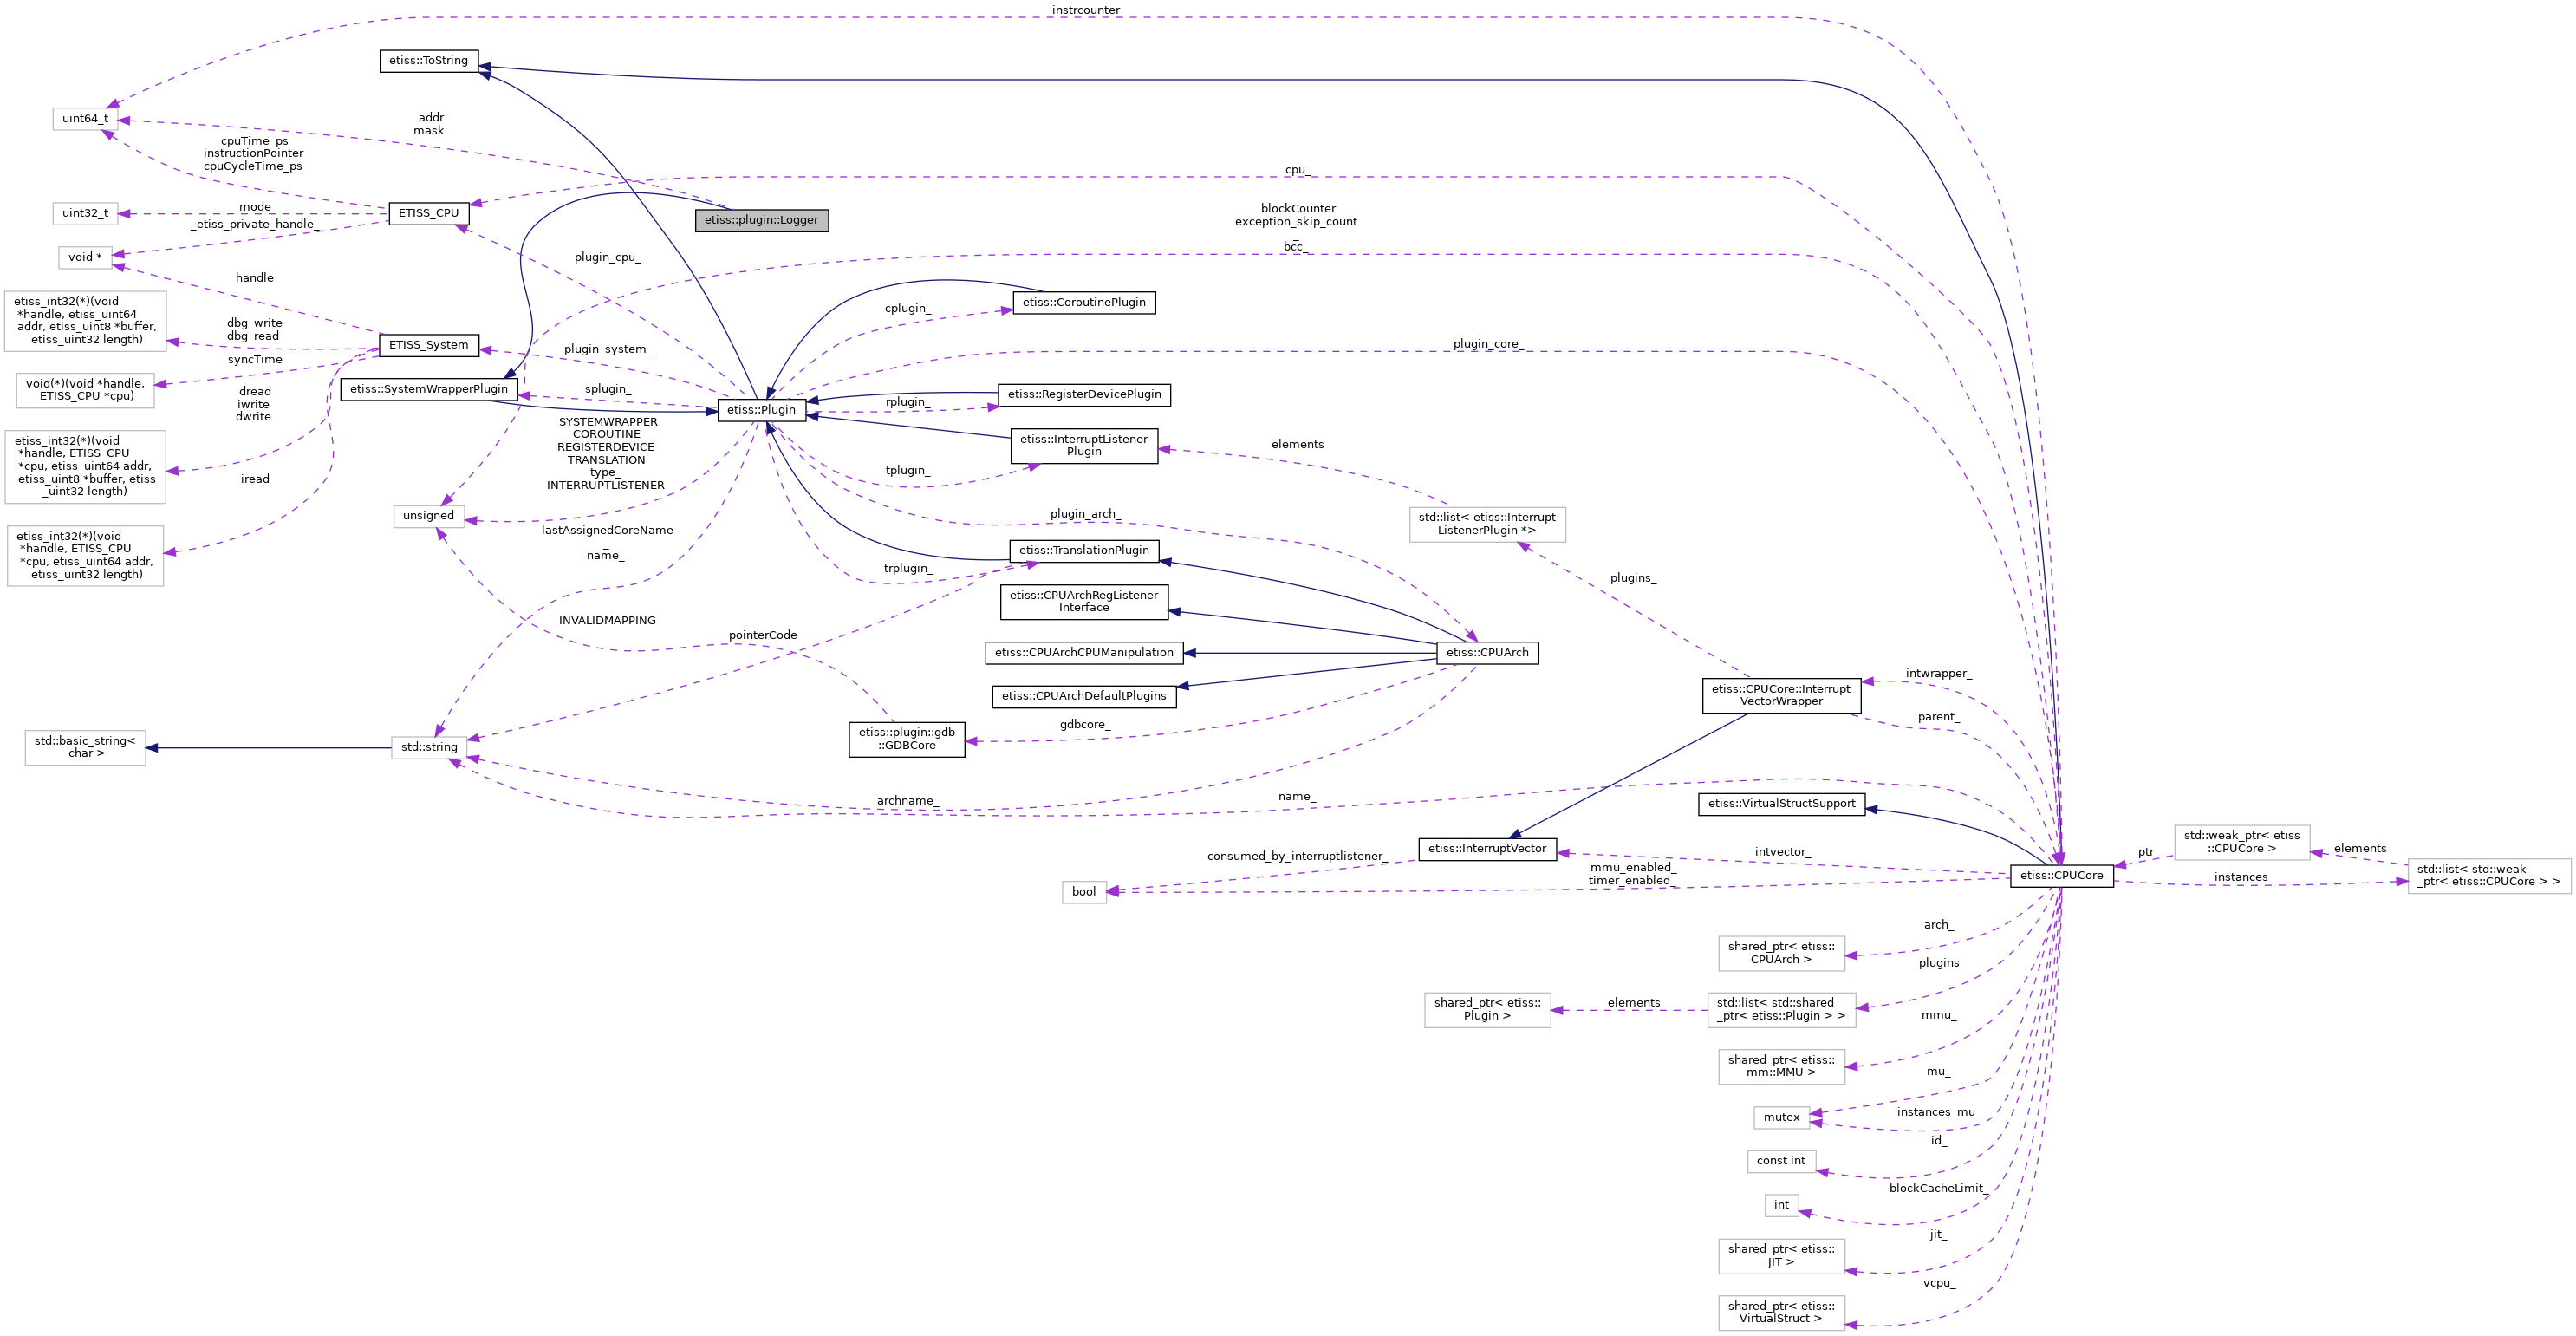 instrcounter
etiss::ToString
uint64_t
addr
mask
cpuTime_ps
instructionPointer
cpuCycleTime_ps
cpu_
uint32_t
mode
ETISS_CPU
etiss::plugin::Logger
_etiss_private_handle_
blockCounter
exception_skip_count
_
bcc_
void *
plugin_cpu_
handle
etiss_int32(*)(void
*handle, etiss_uint64
addr, etiss_uint8 *buffer,
etiss_uint32 length)
etiss::CoroutinePlugin
cplugin_
dbg_write
dbg_read
ETISS_System
plugin_system_
plugin_core_
syncTime
void(*)(void *handle,
ETISS_CPU *cpu)
etiss::SystemWrapperPlugin
splugin_
etiss::Plugin
rplugin_
etiss::RegisterDevicePlugin
dread
iwrite
dwrite
SYSTEMWRAPPER
COROUTINE
REGISTERDEVICE
TRANSLATION
type_
INTERRUPTLISTENER
etiss::InterruptListener
Plugin
elements
etiss_int32(*)(void
*handle, ETISS_CPU
*cpu, etiss_uint64 addr,
etiss_uint8 *buffer, etiss
_uint32 length)
tplugin_
iread
unsigned
plugin_arch_
std::list< etiss::Interrupt
ListenerPlugin *>
etiss_int32(*)(void
*handle, ETISS_CPU
*cpu, etiss_uint64 addr,
etiss_uint32 length)
lastAssignedCoreName
_
name_
etiss::TranslationPlugin
trplugin_
plugins_
etiss::CPUArchRegListener
Interface
INVALIDMAPPING
pointerCode
etiss::CPUArchCPUManipulation
etiss::CPUArch
etiss::CPUArchDefaultPlugins
etiss::CPUCore::Interrupt
VectorWrapper
intwrapper_
parent_
gdbcore_
etiss::plugin::gdb
::GDBCore
std::basic_string<
char >
std::string
archname_
name_
etiss::VirtualStructSupport
etiss::InterruptVector
consumed_by_interruptlistener_
intvector_
mmu_enabled_
timer_enabled_
bool
etiss::CPUCore
ptr
std::weak_ptr< etiss
::CPUCore >
elements
instances_
std::list< std::weak
_ptr< etiss::CPUCore > >
arch_
shared_ptr< etiss::
CPUArch >
plugins
shared_ptr< etiss::
Plugin >
elements
std::list< std::shared
_ptr< etiss::Plugin > >
mmu_
shared_ptr< etiss::
mm::MMU >
mu_
mutex
instances_mu_
id_
const int
blockCacheLimit_
int
jit_
shared_ptr< etiss::
JIT >
vcpu_
shared_ptr< etiss::
VirtualStruct >